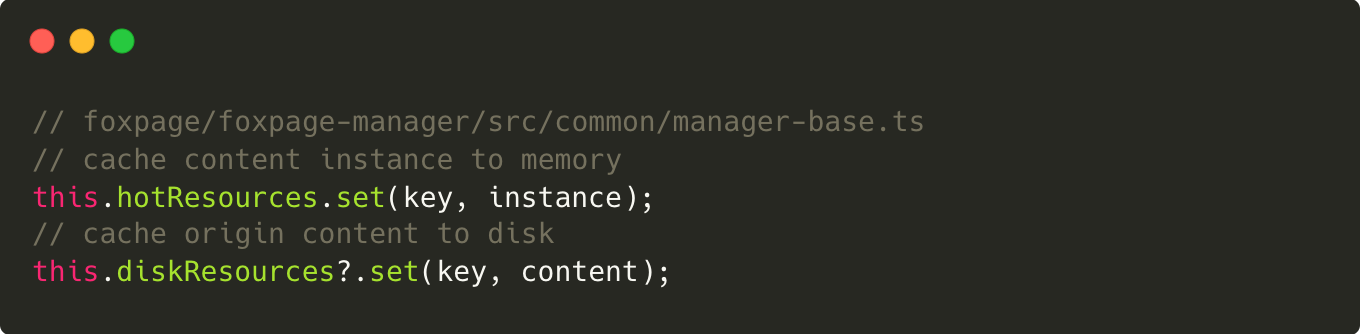 // foxpage/foxpage-manager/src/common/manager-base.ts
// cache content instance to memory
this.hotResources.set(key, instance);
// cache origin content to disk
this.diskResources?.set(key, content);